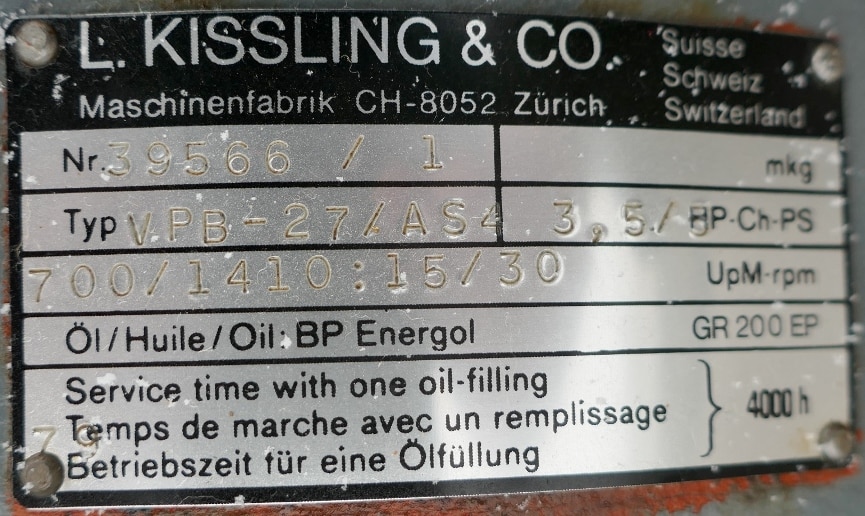 L. KISSLING & CO.
Suisse
Schweiz
Switzerland
Maschinenfabrik CH-8052 Zürich
Nr. 39566 / 1 mkg
Typ VPB-27/AS4 3,5/5 HP-Ch-PS
700/1410:15/30 UpM-rpm
Öl/Huile/Oil: BP Energol GR 200 EP
Service time with one oil-filling
Temps de marche avec un remplissage
Betriebszeit für eine Ölfüllung
4000 h